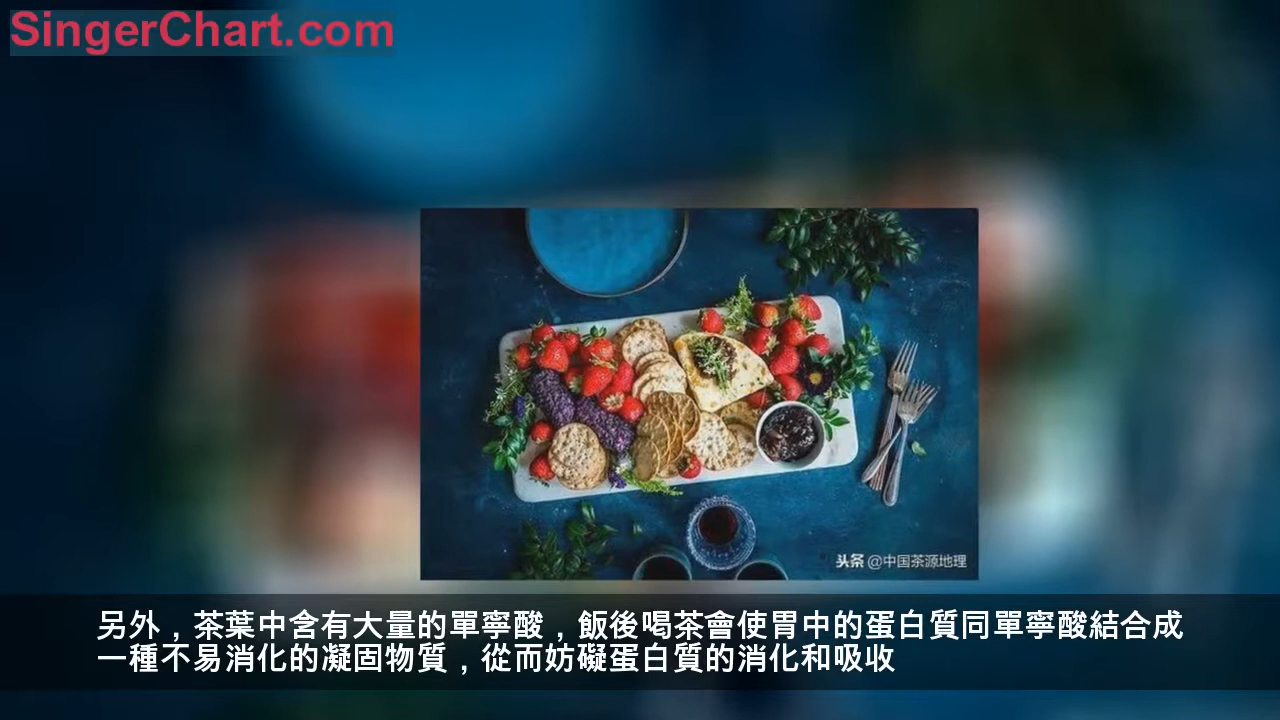 SingerChart.com
头条 @中国茶源地理
另外，茶葉中含有大量的單寧酸，飯後喝茶會使胃中的蛋白質同單寧酸結合成
一種不易消化的凝固物質，從而妨礙蛋白質的消化和吸收